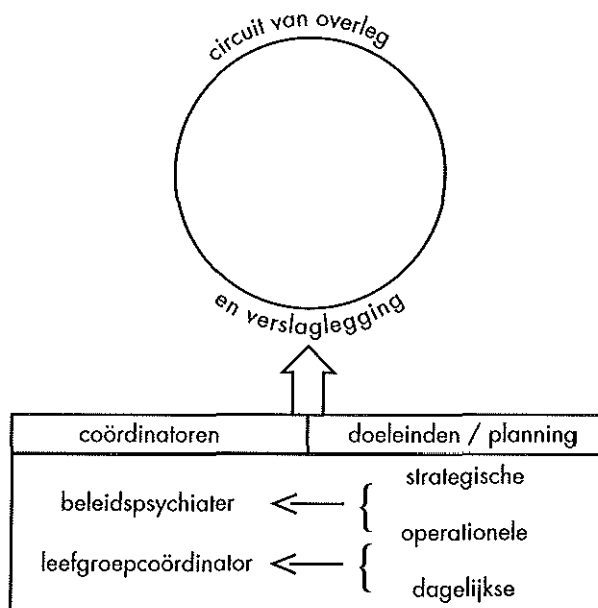 circuit van overleg
en verslaglegging
coördinatoren
doeleinden / planning
strategische
beleidspsychiater
operationele
leefgroepcoördinator
dagelijkse